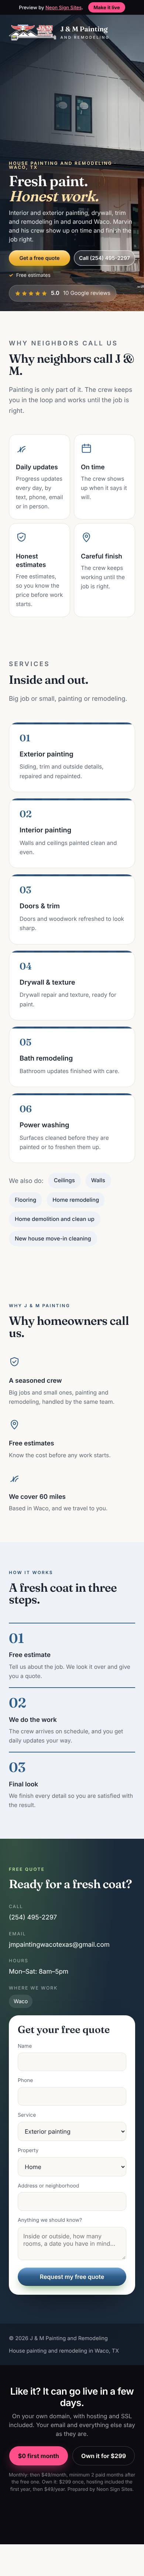 Preview by Neon Sign Sites. Make it live
J & M Painting
AND REMODELING
HOUSE PAINTING AND REMODELING
WACO, TX
Fresh paint.
Honest work.
Interior and exterior painting, drywall, trim
and remodeling in and around Waco. Marvin
and his crew show up on time and finish the
job right.
Get a free quote
Call (254) 495-2297
✓ Free estimates
★★★★★ 5.0 10 Google reviews
WHY NEIGHBORS CALL US
Why neighbors call J &
M.
Painting is only part of it. The crew keeps
you in the loop and works until the job is
right.
Daily updates
Progress updates
every day, by
text, phone, email
or in person.
On time
The crew shows
up when it says it
will.
Honest
estimates
Free estimates,
so you know the
price before work
starts.
Careful finish
The crew keeps
working until the
job is right.
SERVICES
Inside and out.
Big job or small, painting or remodeling.
01
Exterior painting
Siding, trim and outside details,
repaired and repainted.
02
Interior painting
Walls and ceilings painted clean and
even.
03
Doors & trim
Doors and woodwork refreshed to look
sharp.
04
Drywall & texture
Drywall repair and texture, ready for
paint.
05
Bath remodeling
Bathroom updates finished with care.
06
Power washing
Surfaces cleaned before they are
painted or to freshen them up.
We also do: Ceilings Walls
Flooring Home remodeling
Home demolition and clean up
New house move-in cleaning
WHY J & M PAINTING
Why homeowners call
us.
A seasoned crew
Big jobs and small ones, painting and
remodeling, handled by the same team.
Free estimates
Know the cost before any work starts.
We cover 60 miles
Based in Waco, and we travel to you.
HOW IT WORKS
A fresh coat in three
steps.
01
Free estimate
Tell us about the job. We look it over and give
you a quote.
02
We do the work
The crew arrives on schedule, and you get
daily updates your way.
03
Final look
We finish every detail so you are satisfied with
the result.
FREE QUOTE
Ready for a fresh coat?
CALL
(254) 495-2297
EMAIL
jmpaintingwacotexas@gmail.com
HOURS
Mon–Sat: 8am–5pm
WHERE WE WORK
Waco
Get your free quote
Name
Phone
Service
Exterior painting
Property
Home
Address or neighborhood
Anything we should know?
Inside or outside, how many
rooms, a date you have in mind...
Request my free quote
© 2026 J & M Painting and Remodeling
House painting and remodeling in Waco, TX
Like it? It can go live in a few
days.
On your own domain, with hosting and SSL
included. Your email and everything else stay
as they are.
$0 first month
Own it for $299
Monthly: then $49/month, minimum 2 paid months after
the free one. Own it: $299 once, hosting included the
first year, then $49/year. Prepared by Neon Sign Sites.